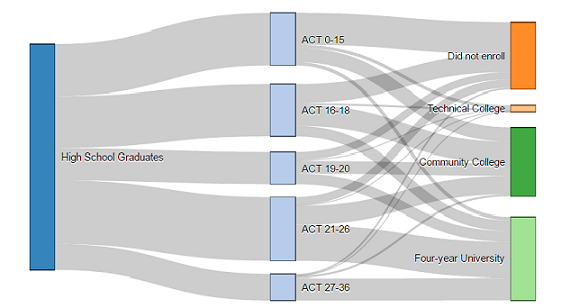 ACT 0-15
Did not enroll
ACT 16-18
Technical College
High School Graduates
Community College
ACT 19-20
ACT 21-26
Four-year University
ACT 27-36